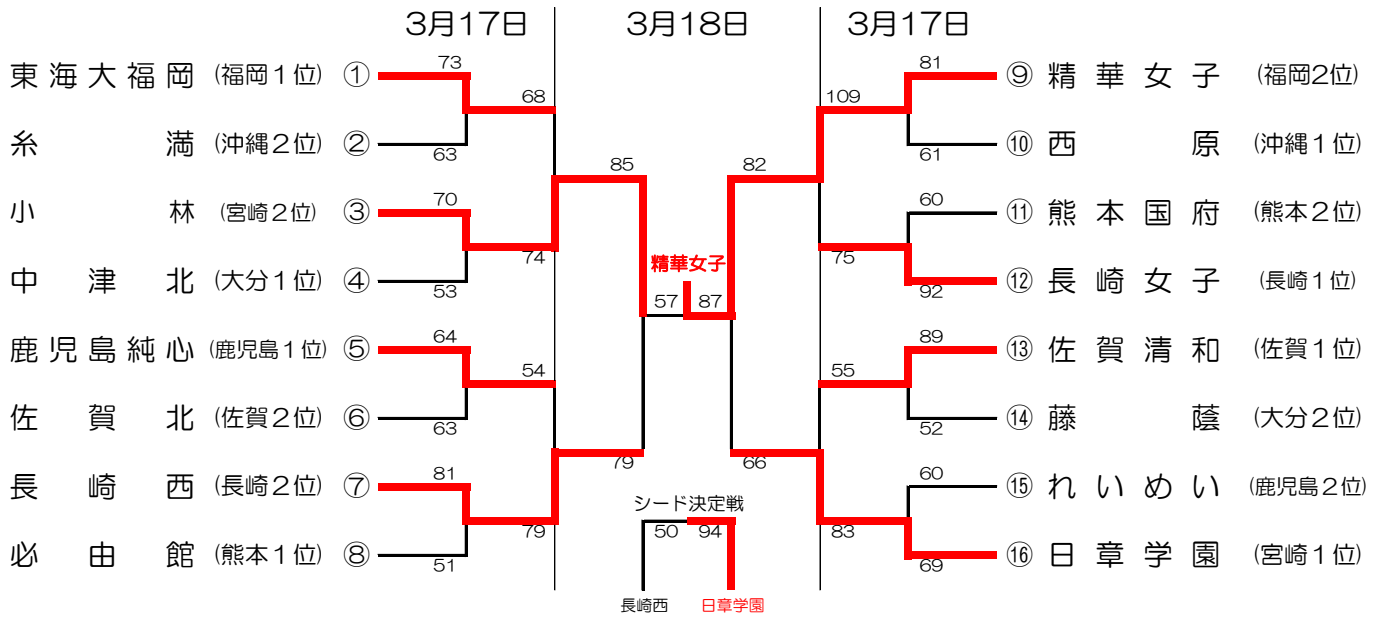 3月17日 3月18日 3月17日
73 81
東海大福岡 (福岡1位) ① ⑨ 精華女子 (福岡2位)
68 109
糸満 (沖縄2位) ② ⑩ 西原 (沖縄1位)
63 61
85 82
70 60
小林 (宮崎2位) ③ ⑪ 熊本国府 (熊本2位)
74 75
精華女子
中津北 (大分1位) ④ ⑫ 長崎女子 (長崎1位)
53 92
57 87
64 89
鹿児島純心 (鹿児島1位) ⑤ ⑬ 佐賀清和 (佐賀1位)
54 55
佐賀北 (佐賀2位) ⑥ ⑭ 藤蔭 (大分2位)
63 52
79 66
81 60
長崎西 (長崎2位) ⑦ ⑮ れいめい (鹿児島2位)
シード決定戦
79 50 94 83
必由館 (熊本1位) ⑧ ⑯ 日章学園 (宮崎1位)
51 69
長崎西 日章学園